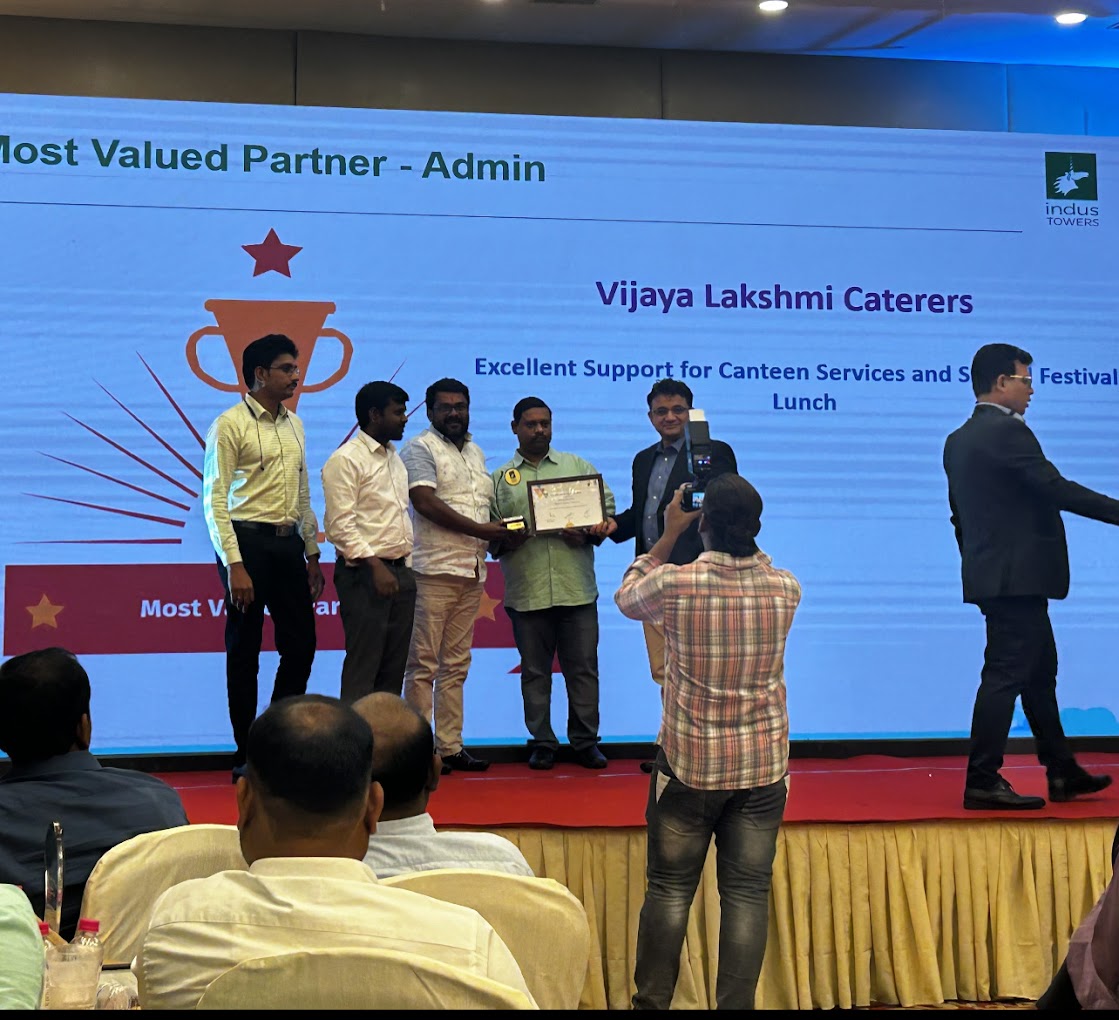 Most Valued Partner - Admin
indus
TOWERS
Vijaya Lakshmi Caterers
Excellent Support for Canteen Services and Festival
Lunch
Most